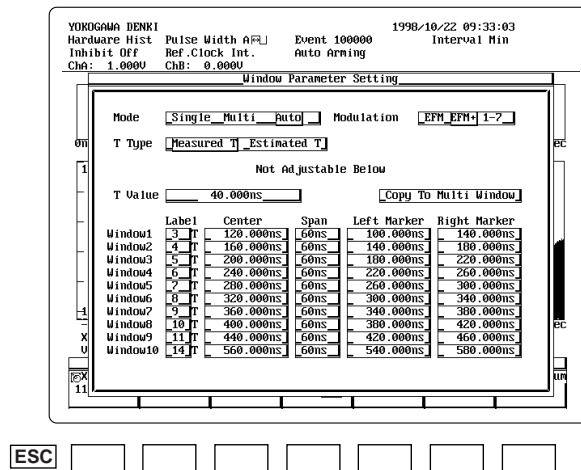 YOKOGAWA DENKI 1998/10/22 09:33:03
Hardware Hist Pulse Width A Event 100000 Interval Min
Inhibit Off Ref.Clock Int. Auto Arming
ChA: 1.000V ChB: 0.000V
Window Parameter Setting
Mode Single Multi Auto Modulation EFM EFM+ 1-7
T Type Measured T Estimated T
Not Adjustable Below
T Value 40.000ns Copy To Multi Window
Label Center Span Left Marker Right Marker
Window1 3 T 120.000ns 60ns 100.000ns 140.000ns
Window2 4 T 160.000ns 60ns 140.000ns 180.000ns
Window3 5 T 200.000ns 60ns 180.000ns 220.000ns
Window4 6 T 240.000ns 60ns 220.000ns 260.000ns
Window5 7 T 280.000ns 60ns 260.000ns 300.000ns
Window6 8 T 320.000ns 60ns 300.000ns 340.000ns
Window7 9 T 360.000ns 60ns 340.000ns 380.000ns
Window8 10 T 400.000ns 60ns 380.000ns 420.000ns
Window9 11 T 440.000ns 60ns 420.000ns 460.000ns
Window10 14 T 560.000ns 60ns 540.000ns 580.000ns
ESC